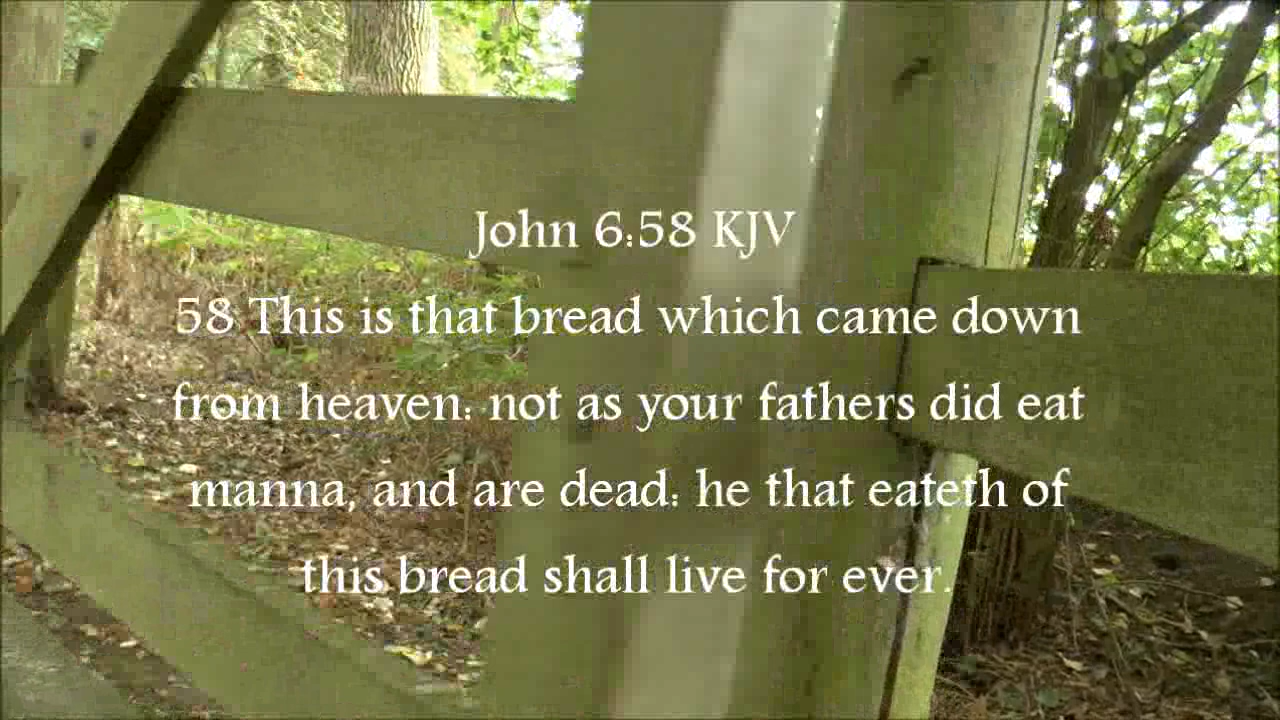 John 6:58 KJV
58 This is that bread which came down
from heaven: not as your fathers did eat
manna, and are dead: he that eateth of
this bread shall live for ever.